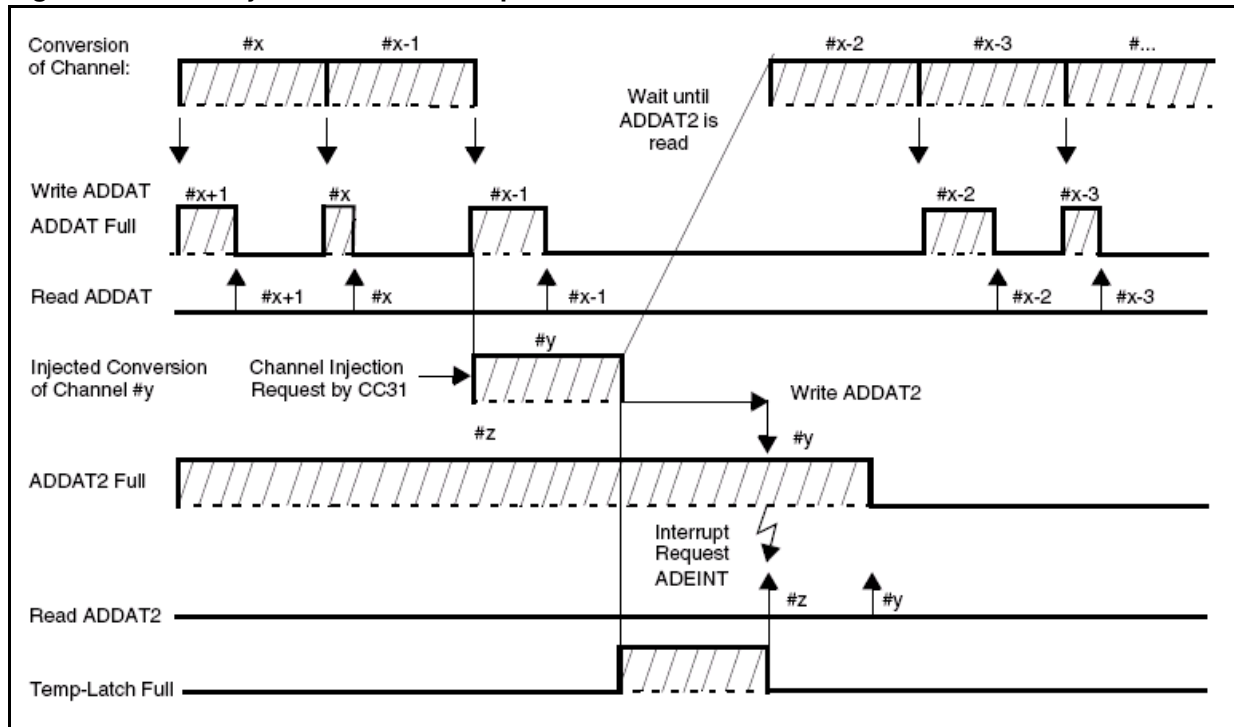 Conversion
of Channel:
#x
#x-1
#x-2
#x-3
#...
Wait until
ADDAT2 is
read
Write ADDAT
ADDAT Full
#x+1
#x
#x-1
#x-2
#x-3
Read ADDAT
#x+1
#x
#x-1
#x-2
#x-3
Injected Conversion
of Channel #y
Channel Injection
Request by CC31
#y
Write ADDAT2
#z
#y
ADDAT2 Full
Interrupt
Request
ADEINT
#z
#y
Read ADDAT2
Temp-Latch Full